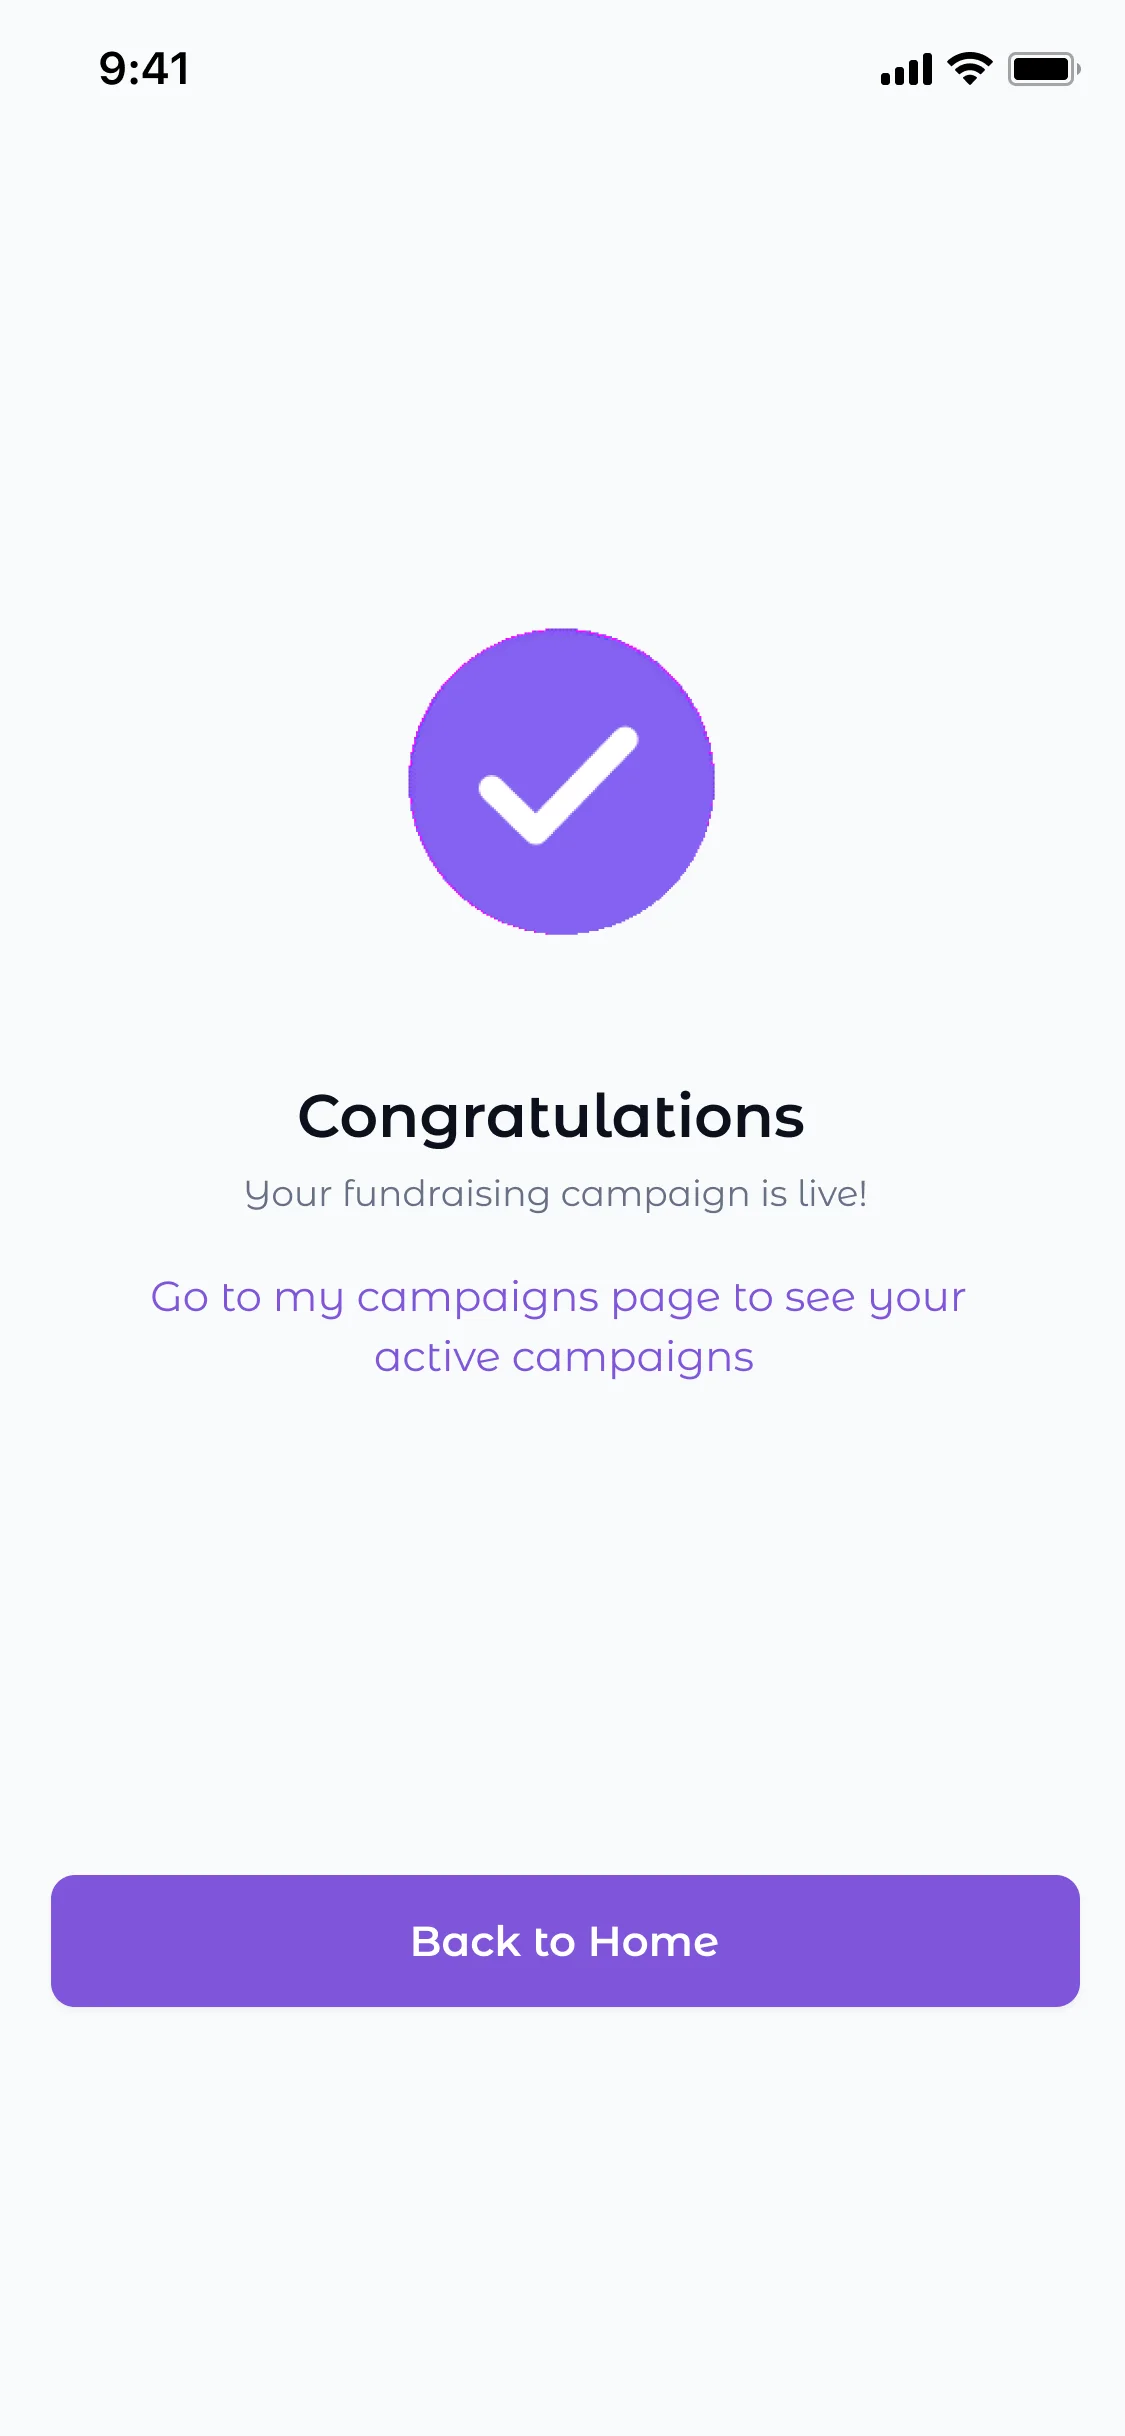 9:41
Congratulations
Your fundraising campaign is live!
Go to my campaigns page to see your
active campaigns
Back to Home